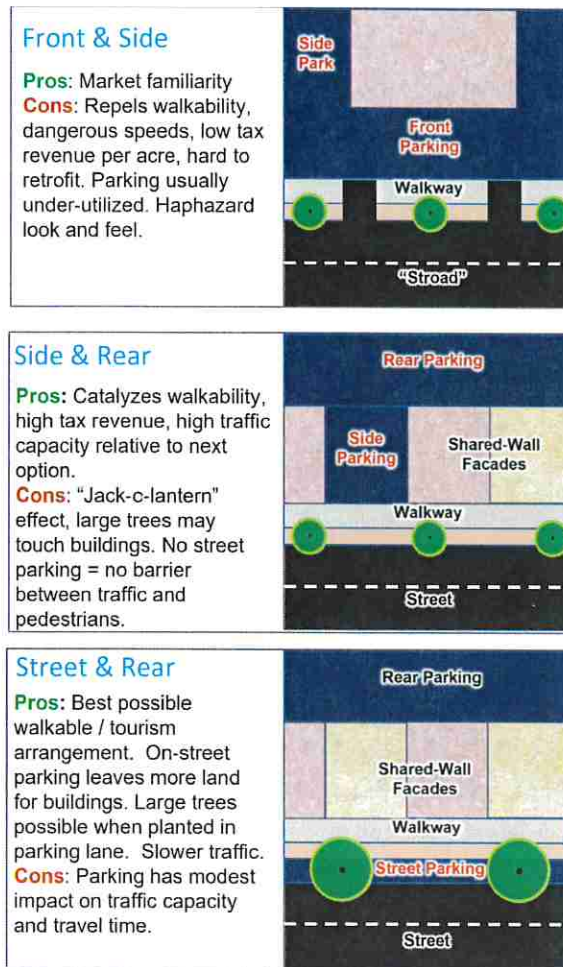 Front & Side
Pros: Market familiarity
Cons: Repels walkability,
dangerous speeds, low tax
revenue per acre, hard to
retrofit. Parking usually
under-utilized. Haphazard
look and feel.
Side
Park
Front
Parking
Walkway
"Stroad"
Side & Rear
Pros: Catalyzes walkability,
high tax revenue, high traffic
capacity relative to next
option.
Cons: "Jack-c-lantern"
effect, large trees may
touch buildings. No street
parking = no barrier
between traffic and
pedestrians.
Rear Parking
Side
Parking
Shared-Wall
Facades
Walkway
Street
Street & Rear
Pros: Best possible
walkable / tourism
arrangement. On-street
parking leaves more land
for buildings. Large trees
possible when planted in
parking lane. Slower traffic.
Cons: Parking has modest
impact on traffic capacity
and travel time.
Rear Parking
Shared-Wall
Facades
Walkway
Street Parking
Street